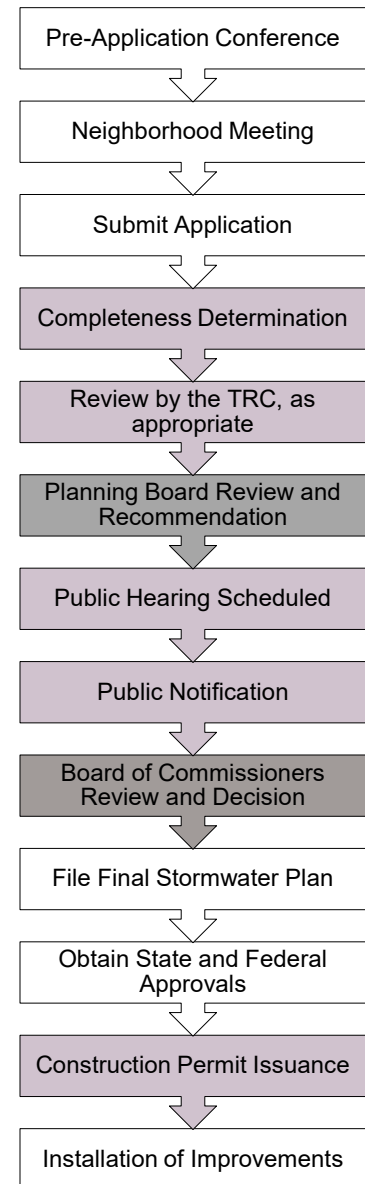 Pre-Application Conference
Neighborhood Meeting
Submit Application
Completeness Determination
Review by the TRC, as
appropriate
Planning Board Review and
Recommendation
Public Hearing Scheduled
Public Notification
Board of Commissioners
Review and Decision
File Final Stormwater Plan
Obtain State and Federal
Approvals
Construction Permit Issuance
Installation of Improvements